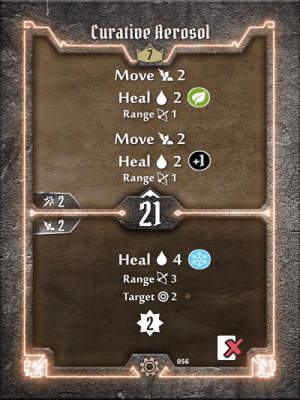 Curative Aerosol
7
Move 2
Heal 2
Range 1
Move 2
Heal 2 +1
Range 1
2
21
2
Heal 4
Range 3
Target 2
2
056